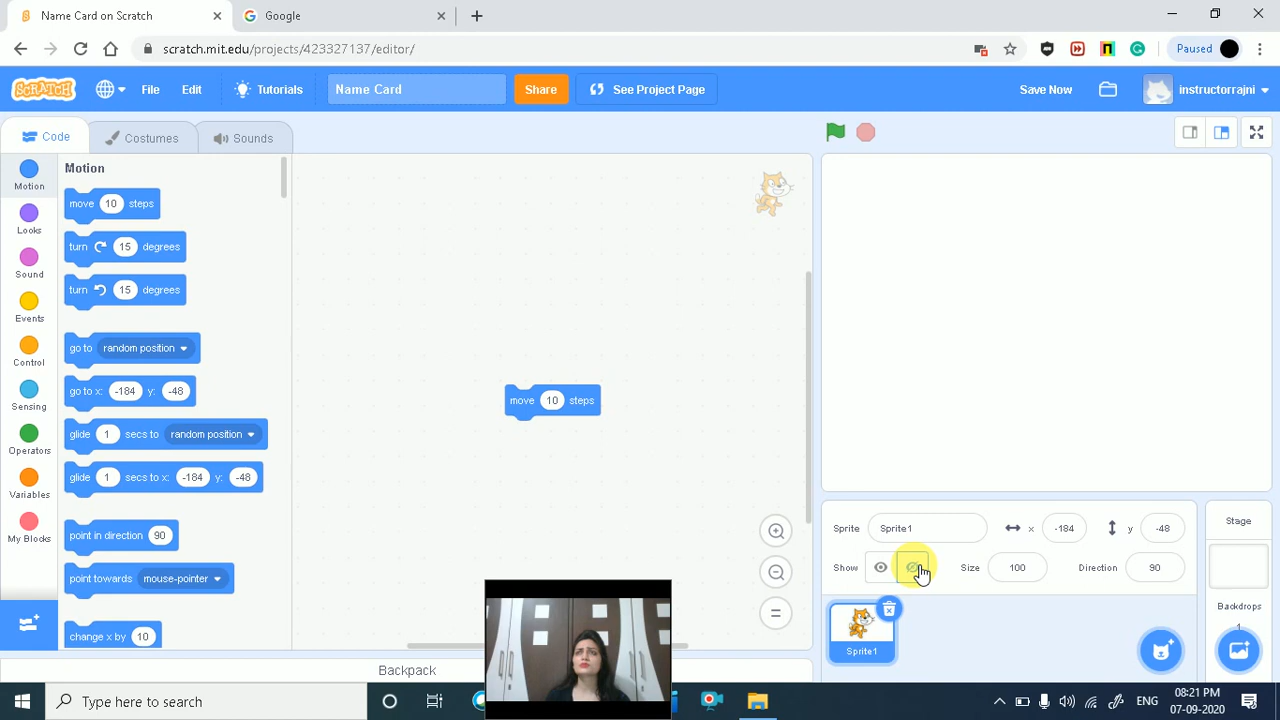 Name Card on Scratch
Google
scratch.mit.edu/projects/423327137/editor/
Paused
SCRATCH
File
Edit
Tutorials
Name Card
Share
See Project Page
Save Now
instructorrajni
Code
Costumes
Sounds
Motion
Looks
Sound
Events
Control
Sensing
Operators
Variables
My Blocks
Motion
move 10 steps
turn 15 degrees
turn 15 degrees
go to random position
go to x: -184 y: -48
glide 1 secs to random position
glide 1 secs to x: -184 y: -48
point in direction 90
point towards mouse-pointer
change x by 10
move 10 steps
Backpack
Sprite Sprite1 x -184 y -48
Show Size 100 Direction 90
Sprite1
Stage
Backdrops
1
Type here to search
ENG
08:21 PM
07-09-2020